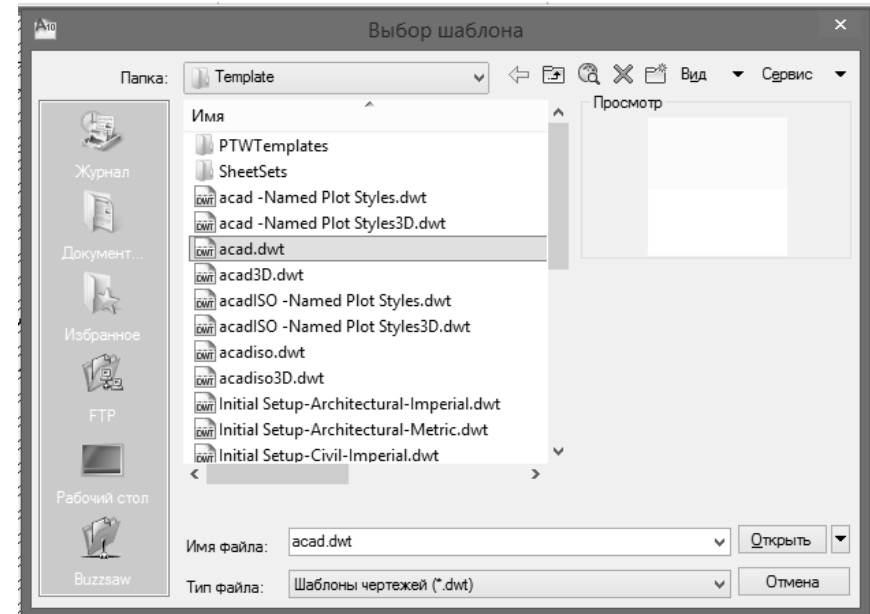 A10
Выбор шаблона
Папка: Template Вид Сервис
Имя
Просмотр
PTWTemplates
SheetSets
acad -Named Plot Styles.dwt
acad -Named Plot Styles3D.dwt
acad.dwt
acad3D.dwt
acadISO -Named Plot Styles.dwt
acadISO -Named Plot Styles3D.dwt
acadiso.dwt
acadiso3D.dwt
Initial Setup-Architectural-Imperial.dwt
Initial Setup-Architectural-Metric.dwt
Initial Setup-Civil-Imperial.dwt
Журнал
Документ...
Избранное
FTP
Рабочий стол
Buzzsaw
Имя файла: acad.dwt Открыть
Тип файла: Шаблоны чертежей (*.dwt) Отмена